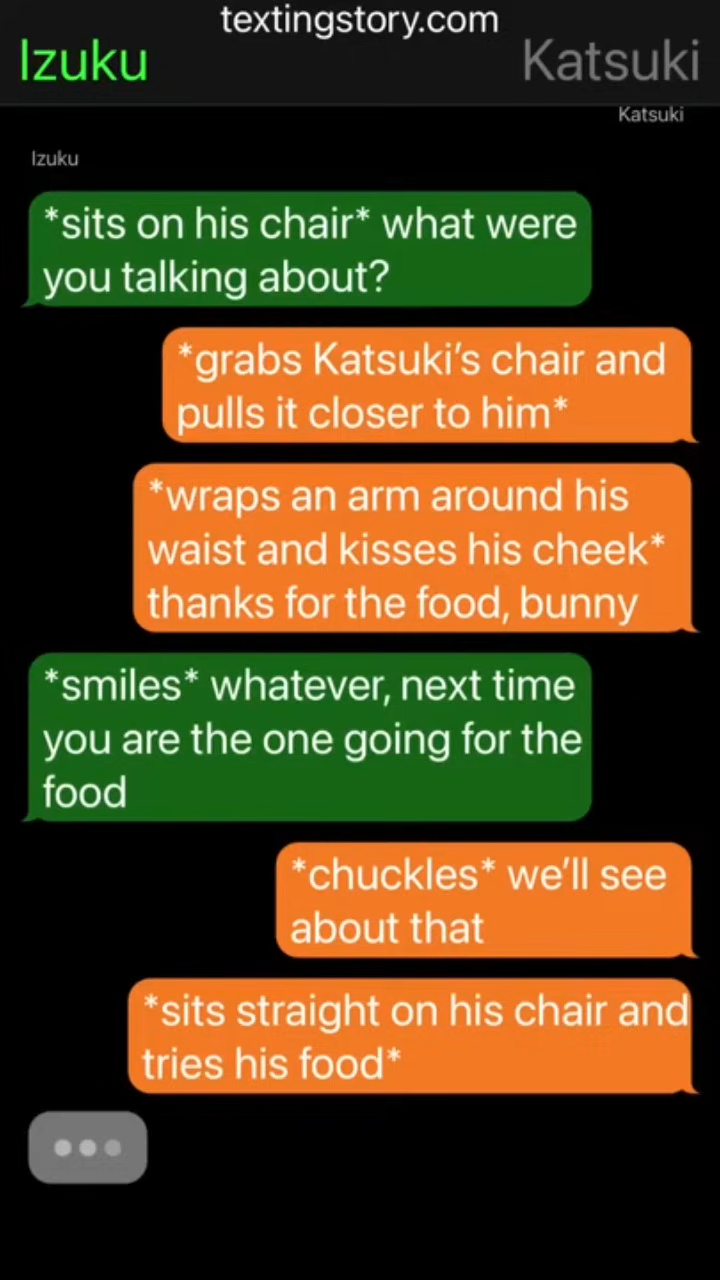 textingstory.com
Izuku
Katsuki
Katsuki
Izuku
*sits on his chair* what were
you talking about?
*grabs Katsuki’s chair and
pulls it closer to him*
*wraps an arm around his
waist and kisses his cheek*
thanks for the food, bunny
*smiles* whatever, next time
you are the one going for the
food
*chuckles* we’ll see
about that
*sits straight on his chair and
tries his food*